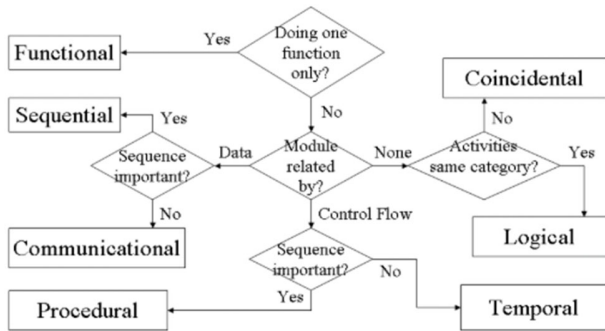 Doing one
function
only?
Yes
Functional
No
Coincidental
Sequential
Yes
Sequence
important?
Data
Module
related
by?
None
Activities
same category?
No
Yes
No
Communicational
Control Flow
Logical
Sequence
important?
No
Yes
Procedural
Temporal